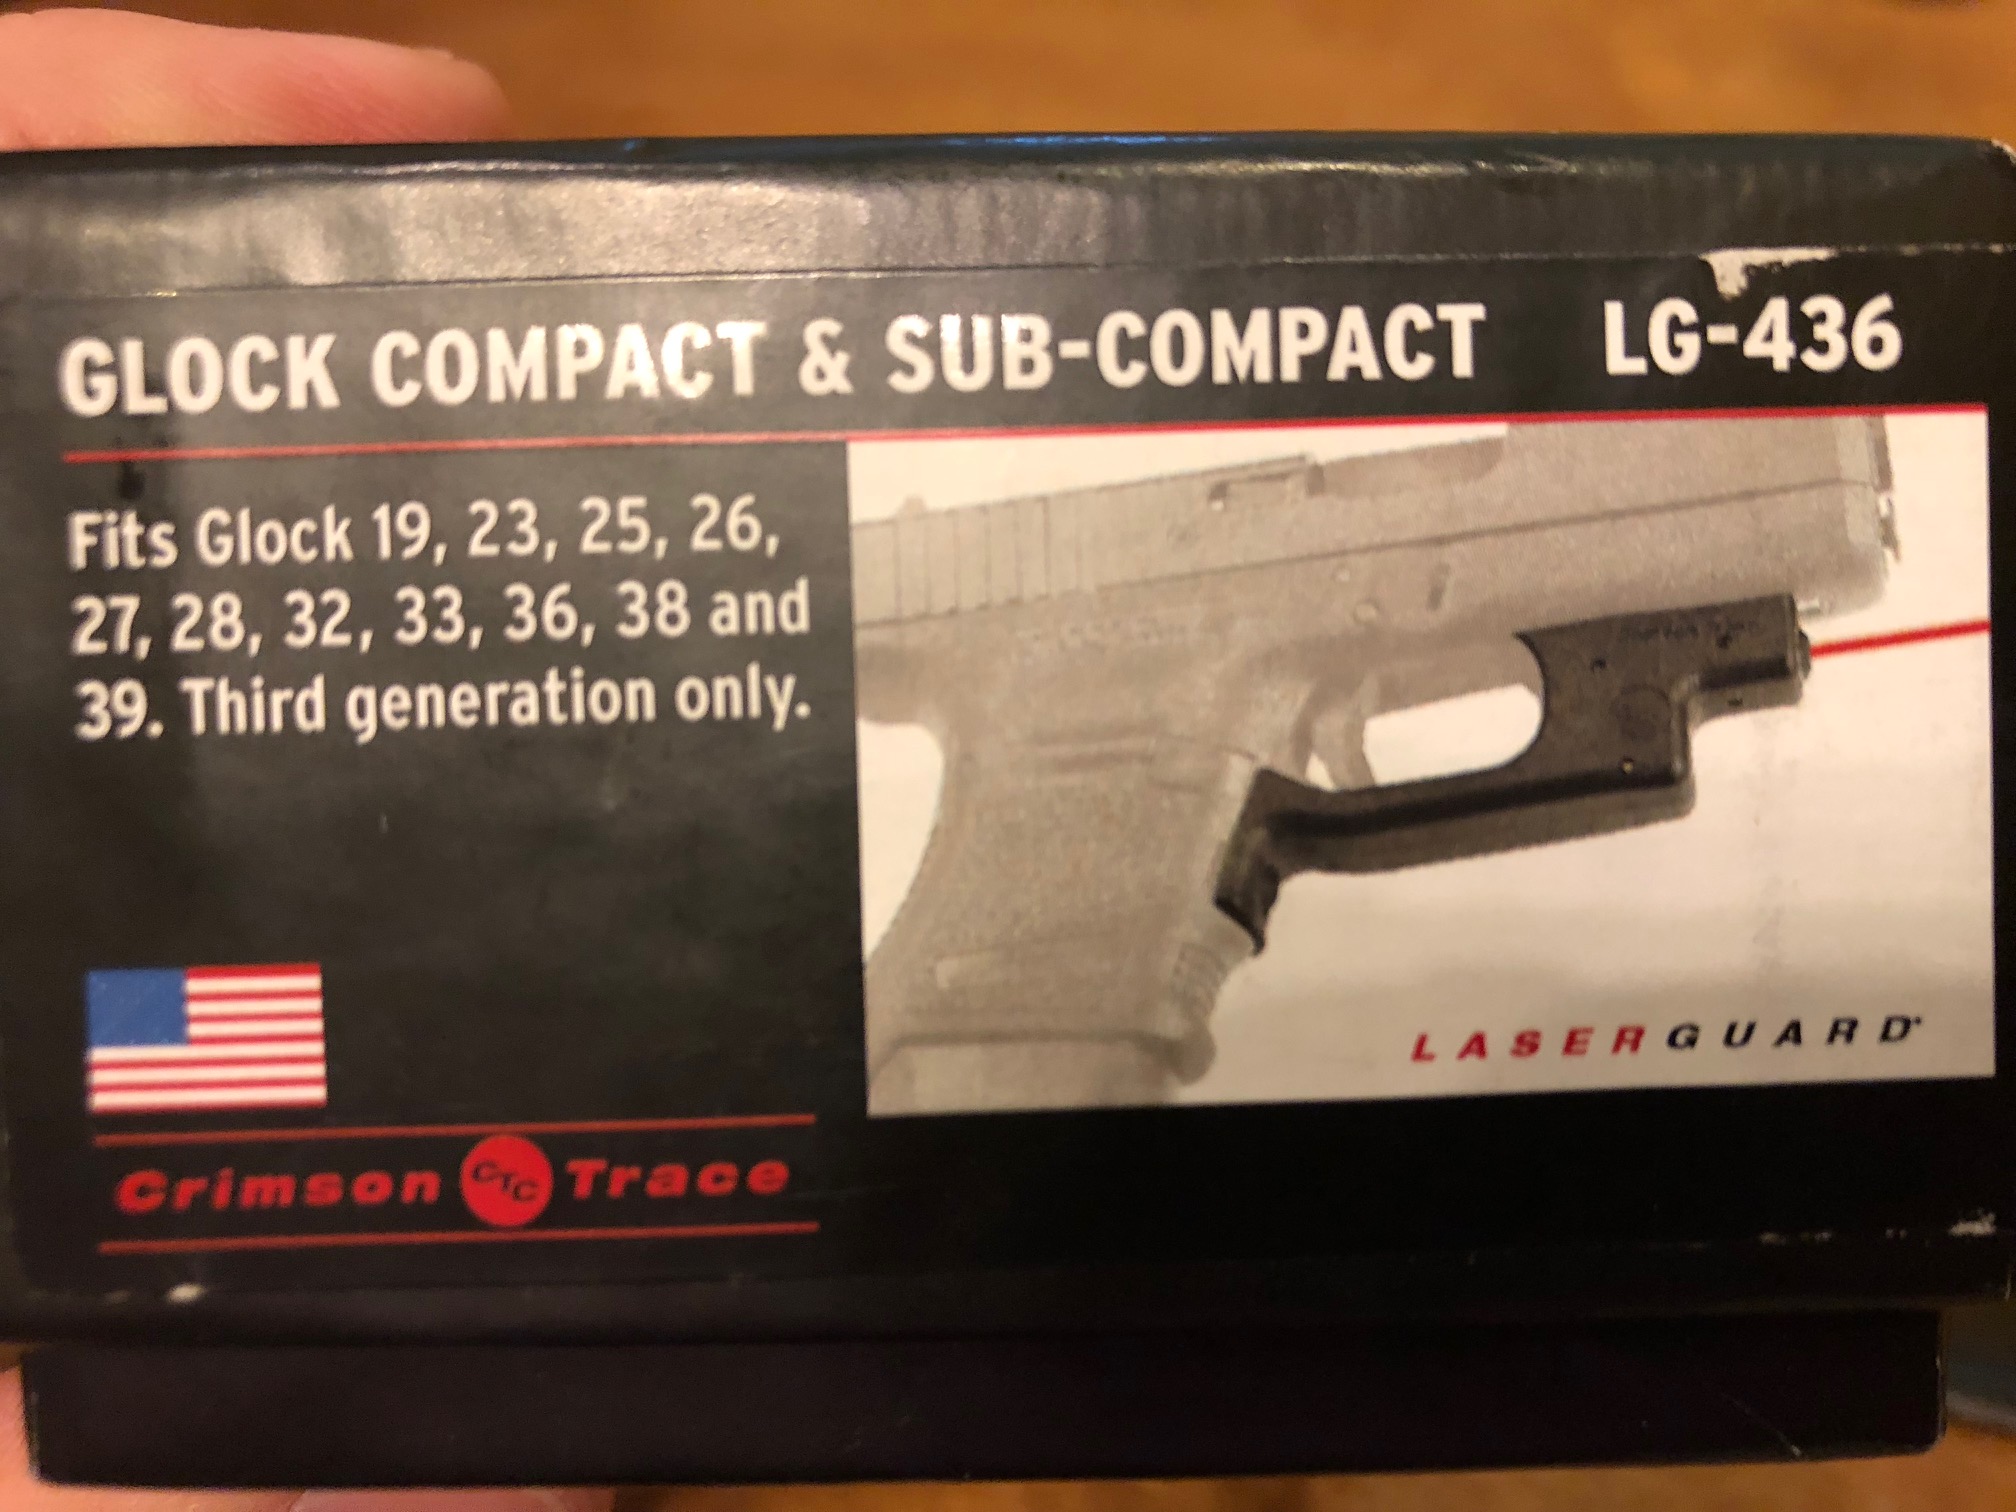 GLOCK COMPACT & SUB-COMPACT LG-436
Fits Glock 19, 23, 25, 26,
27, 28, 32, 33, 36, 38 and
39. Third generation only.
LASERGUARD
Crimson CTC Trace